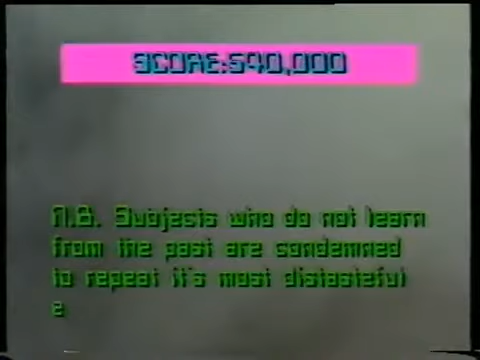 SCORE:540,000
N.B. Subjects who do not learn
from the past are condemned
to repeat it's most distasteful
e